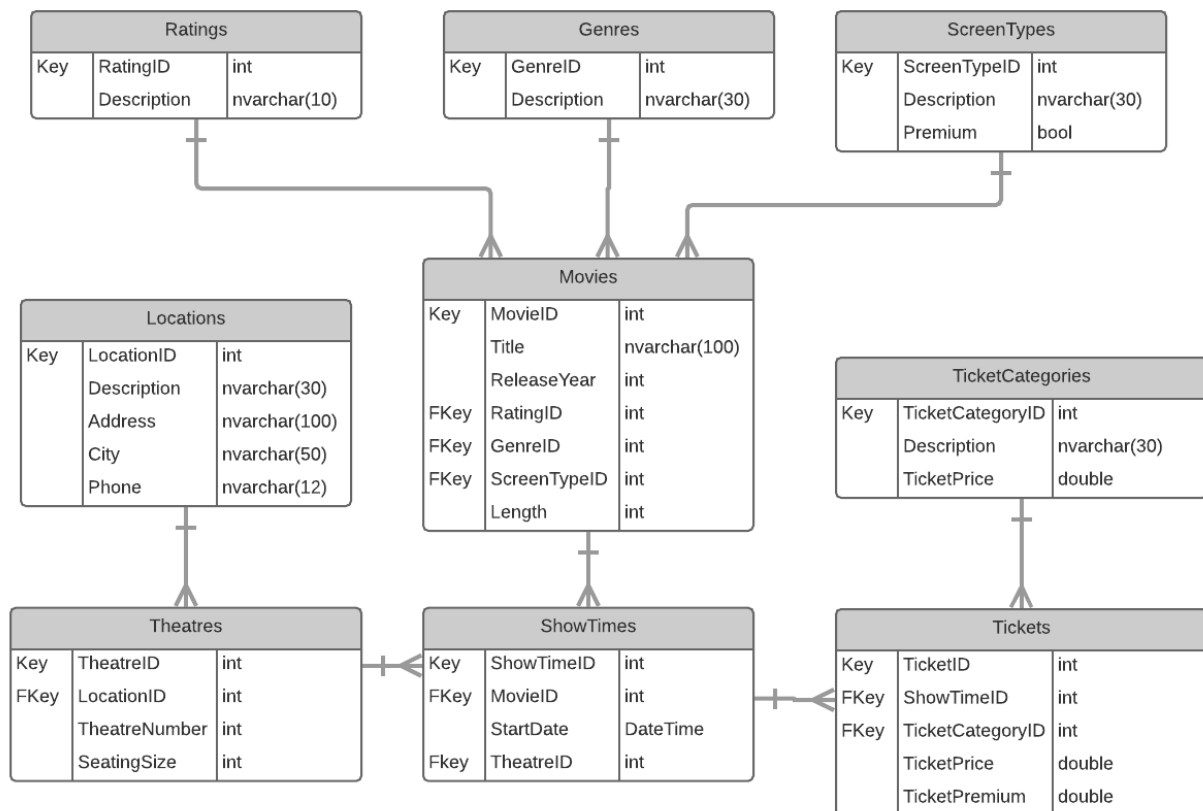 Ratings
Key RatingID int
Description nvarchar(10)
Genres
Key GenreID int
Description nvarchar(30)
ScreenTypes
Key ScreenTypeID int
Description nvarchar(30)
Premium bool
Movies
Key MovieID int
Title nvarchar(100)
ReleaseYear int
FKey RatingID int
FKey GenreID int
FKey ScreenTypeID int
Length int
Locations
Key LocationID int
Description nvarchar(30)
Address nvarchar(100)
City nvarchar(50)
Phone nvarchar(12)
TicketCategories
Key TicketCategoryID int
Description nvarchar(30)
TicketPrice double
Theatres
Key TheatreID int
FKey LocationID int
TheatreNumber int
SeatingSize int
ShowTimes
Key ShowTimeID int
FKey MovieID int
StartDate DateTime
Fkey TheatreID int
Tickets
Key TicketID int
FKey ShowTimeID int
FKey TicketCategoryID int
TicketPrice double
TicketPremium double